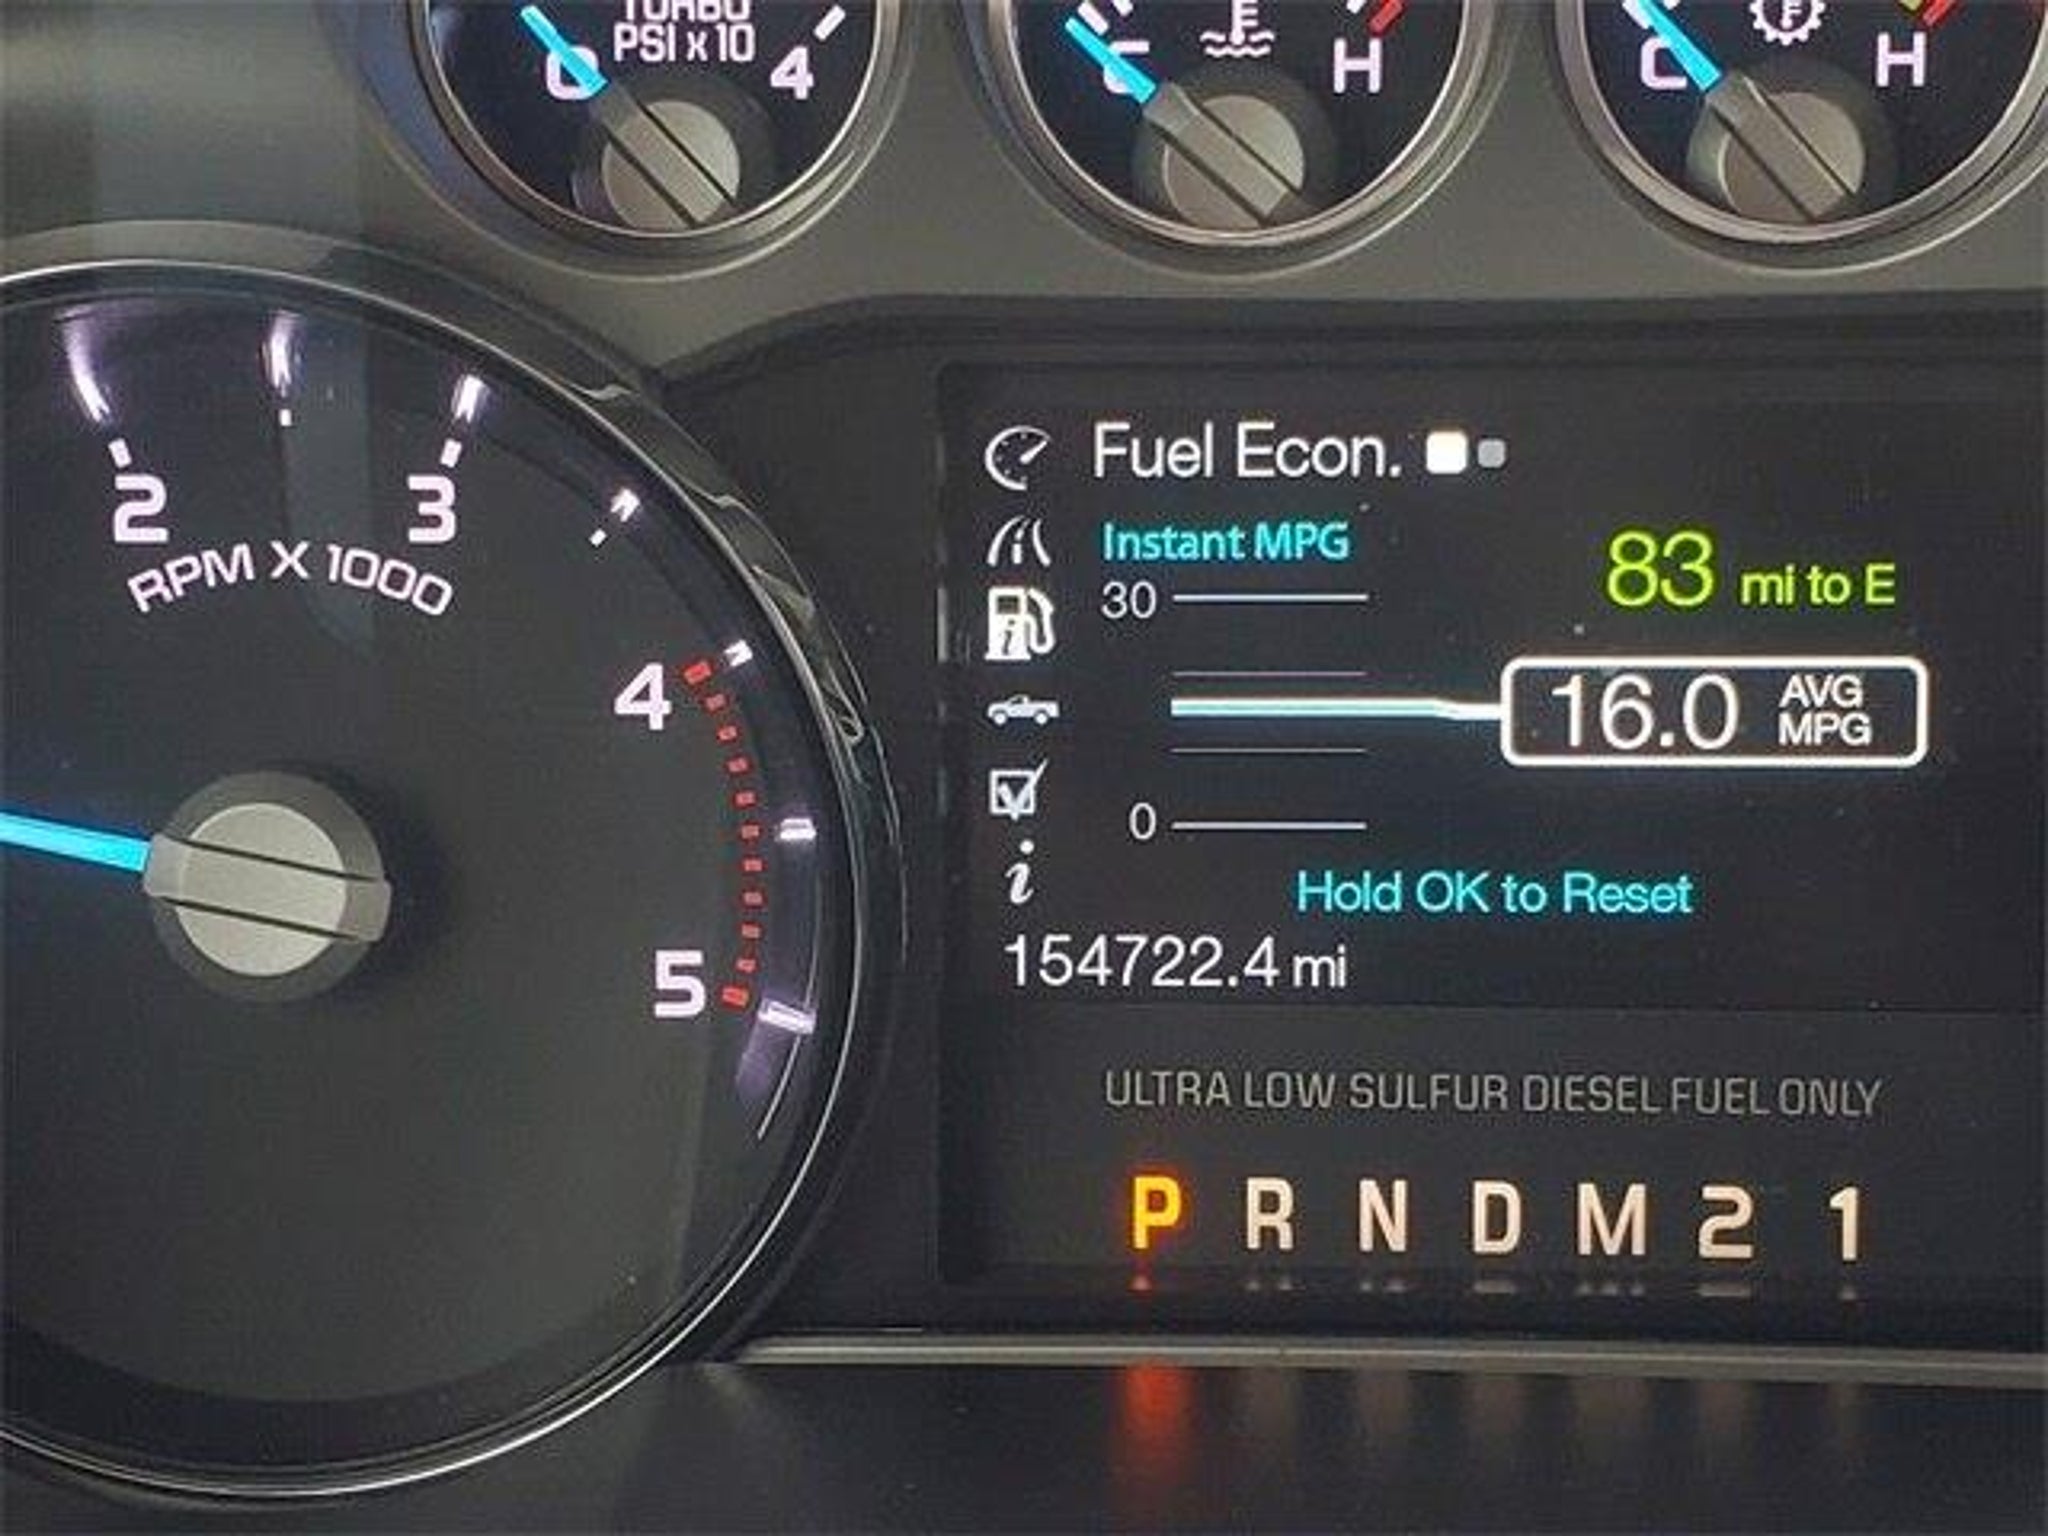 TURBO
PSI x 10
0
4
C
H
C
F
H
2
3
RPM X 1000
4
5
Fuel Econ.
Instant MPG
30
83 mi to E
16.0 AVG MPG
0
Hold OK to Reset
154722.4 mi
ULTRA LOW SULFUR DIESEL FUEL ONLY
P R N D M 2 1